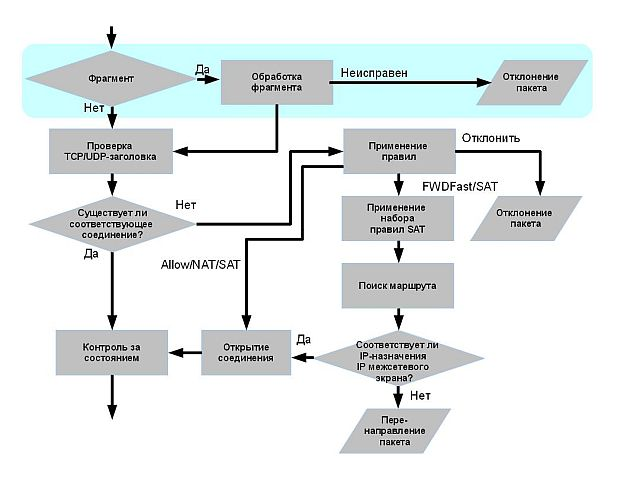 Фрагмент
Да
Обработка
фрагмента
Неисправен
Отклонение
пакета
Нет
Проверка
TCP/UDP-заголовка
Применение
правил
Отклонить
FWDFast/SAT
Существует ли
соответствующее
соединение?
Нет
Применение
набора
правил SAT
Отклонение
пакета
Да
Allow/NAT/SAT
Поиск маршрута
Контроль за
состоянием
Открытие
соединения
Да
Соответствует ли
IP-назначения
IP межсетевого
экрана?
Нет
Пере-
направление
пакета